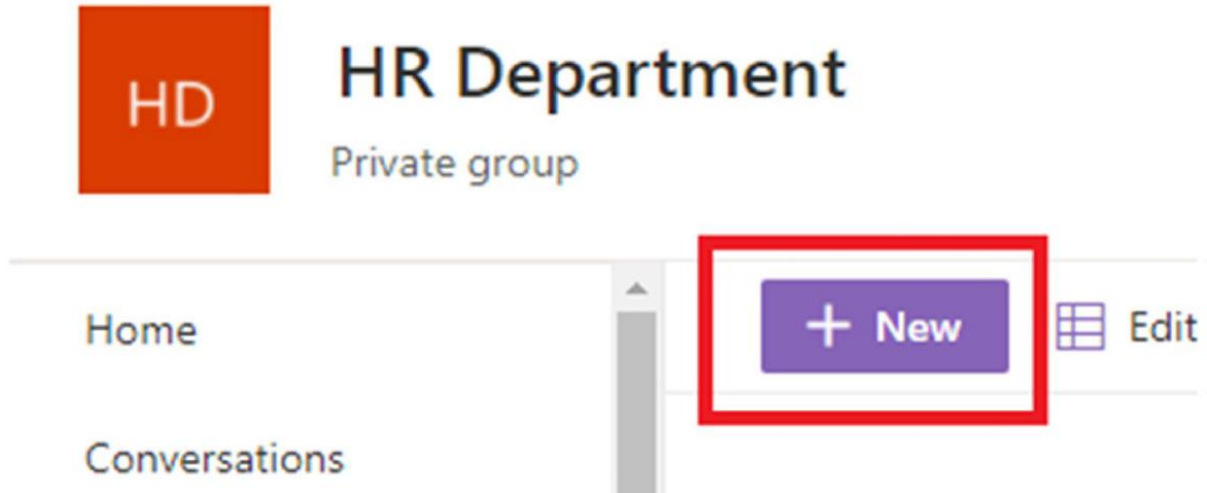 HD
HR Department
Private group
Home
+ New
Edit
Conversations